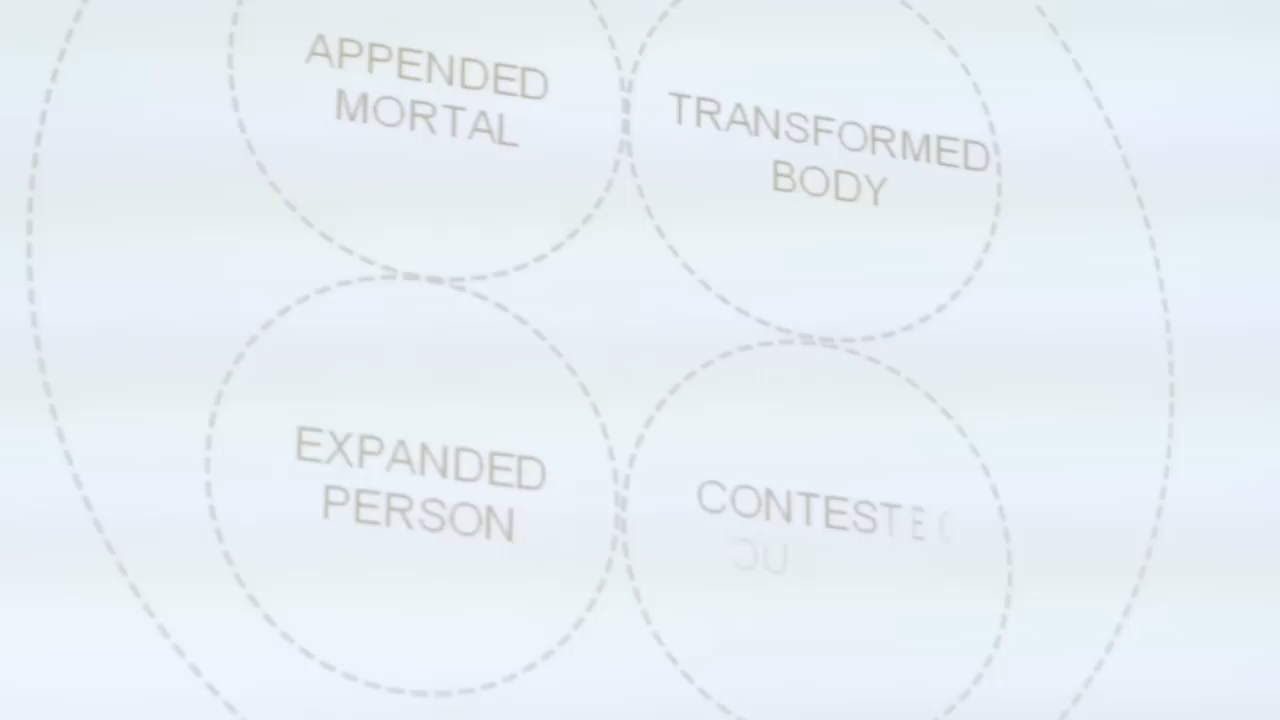 APPENDED
MORTAL
TRANSFORMED
BODY
EXPANDED
PERSON